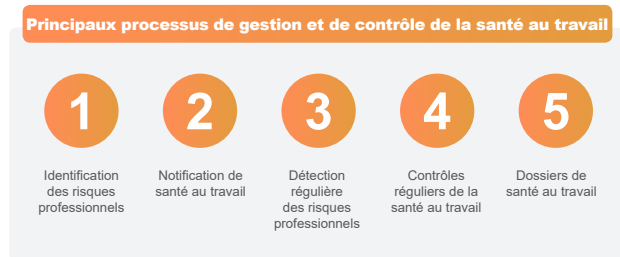 Principaux processus de gestion et de contrôle de la santé au travail
1
2
3
4
5
Identification
des risques
professionnels
Notification de
santé au travail
Détection
régulière
des risques
professionnels
Contrôles
réguliers de la
santé au travail
Dossiers de
santé au travail